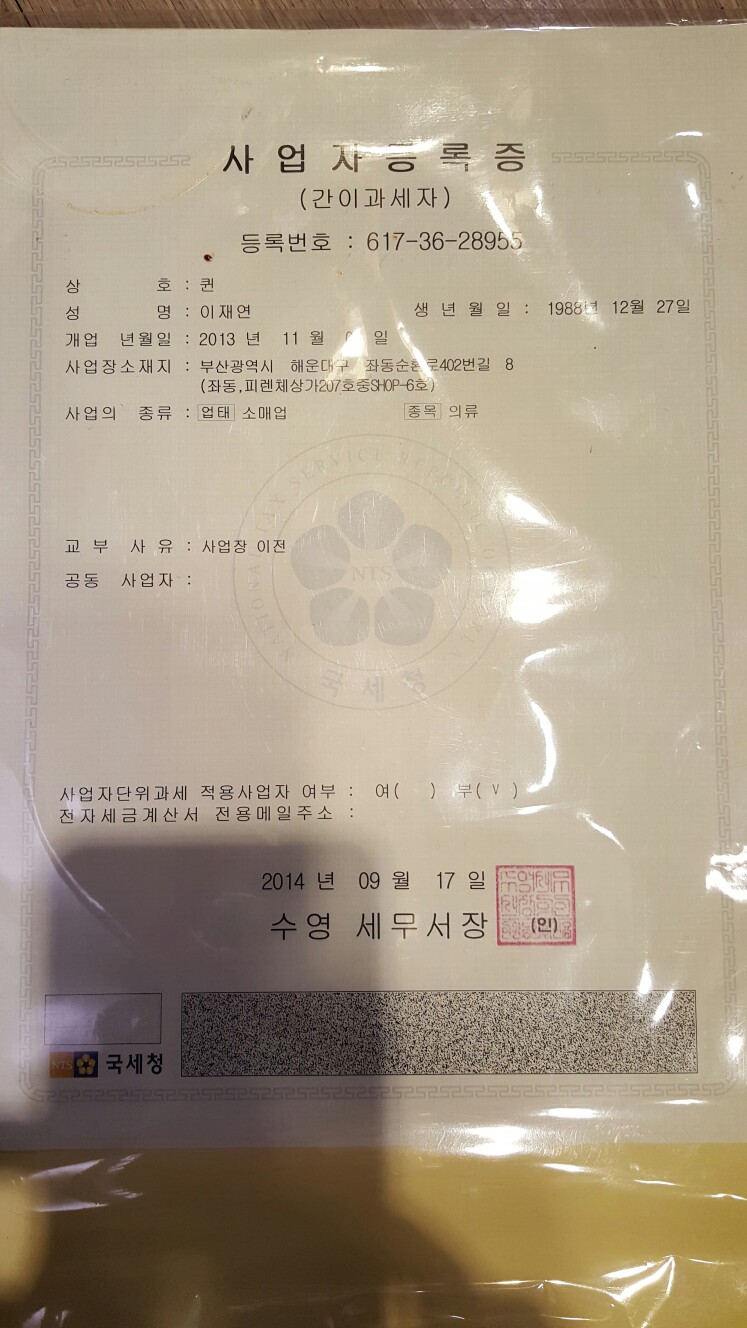 사업자등록증
(간이과세자)
등록번호 : 617-36-28955
상 호 : 퀸
성 명 : 이재연 생 년 월 일 : 1988년 12월 27일
개업 년월일 : 2013 년 11 월 일
사업장소재지 : 부산광역시 해운대구 좌동순환로402번길 8
(좌동,피렌체상가207호중SHOP-6호)
사업의 종류 : 업태 소매업 종목 의류
NATIONAL TAX SERVICE REPUBLIC OF KOREA
NTS
국세청
교 부 사 유 : 사업장 이전
공동 사업자 :
사업자단위과세 적용사업자 여부 : 여( ) 부( V )
전자세금계산서 전용메일주소 :
2014 년 09 월 17 일
수영 세무서장 (인)
NTS 국세청